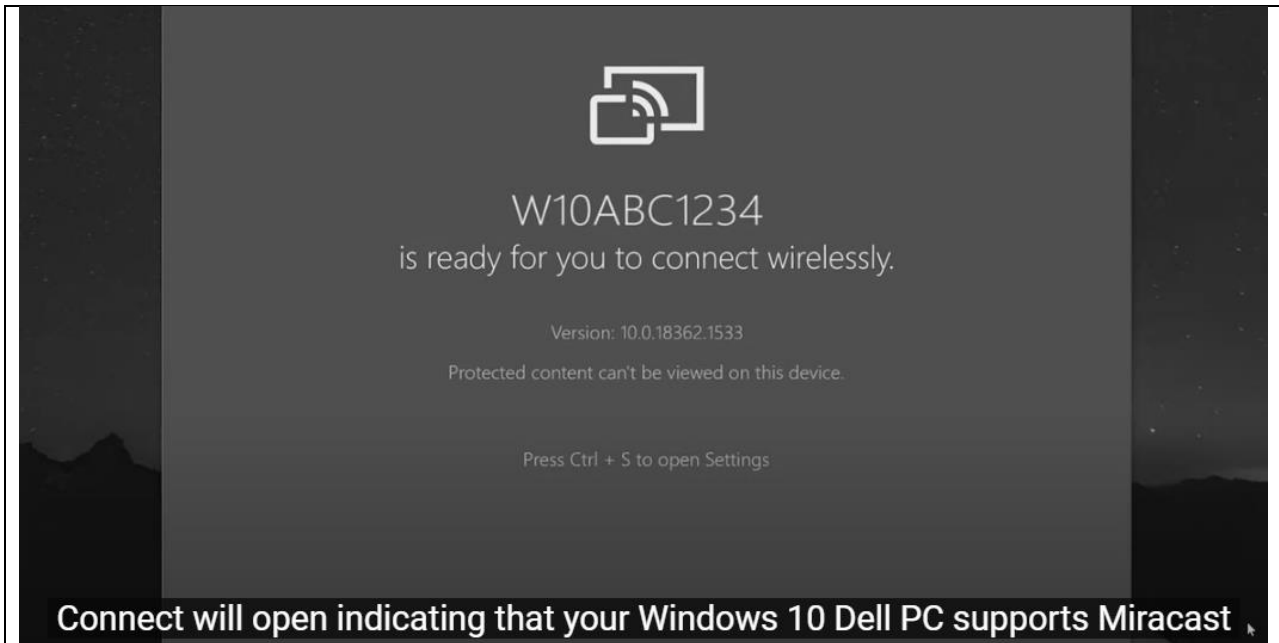 W10ABC1234
is ready for you to connect wirelessly.
Version: 10.0.18362.1533
Protected content can't be viewed on this device.
Press Ctrl + S to open Settings
Connect will open indicating that your Windows 10 Dell PC supports Miracast